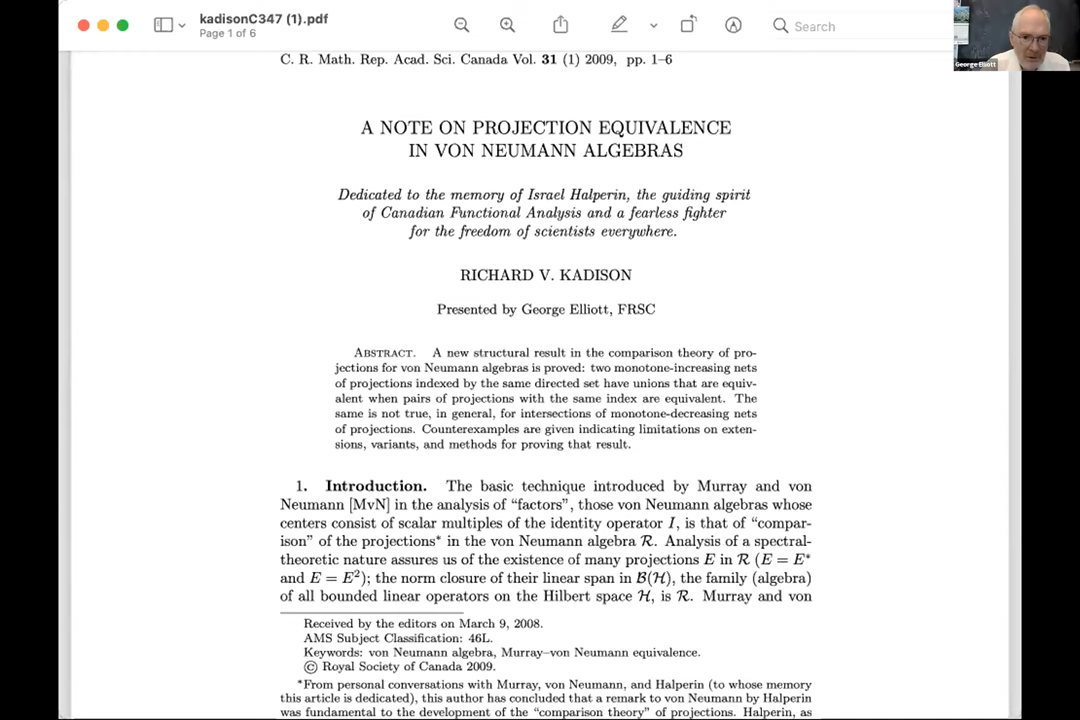 kadisonC347 (1).pdf
Page 1 of 6
Search
George Elliott
C. R. Math. Rep. Acad. Sci. Canada Vol. 31 (1) 2009, pp. 1–6
A NOTE ON PROJECTION EQUIVALENCE
IN VON NEUMANN ALGEBRAS
Dedicated to the memory of Israel Halperin, the guiding spirit
of Canadian Functional Analysis and a fearless fighter
for the freedom of scientists everywhere.
RICHARD V. KADISON
Presented by George Elliott, FRSC
ABSTRACT. A new structural result in the comparison theory of pro-
jections for von Neumann algebras is proved: two monotone-increasing nets
of projections indexed by the same directed set have unions that are equiv-
alent when pairs of projections with the same index are equivalent. The
same is not true, in general, for intersections of monotone-decreasing nets
of projections. Counterexamples are given indicating limitations on exten-
sions, variants, and methods for proving that result.
1. Introduction. The basic technique introduced by Murray and von
Neumann [MvN] in the analysis of “factors”, those von Neumann algebras whose
centers consist of scalar multiples of the identity operator I, is that of “compar-
ison” of the projections* in the von Neumann algebra ℛ. Analysis of a spectral-
theoretic nature assures us of the existence of many projections E in ℛ (E = E*
and E = E²); the norm closure of their linear span in ℬ(ℋ), the family (algebra)
of all bounded linear operators on the Hilbert space ℋ, is ℛ. Murray and von
Received by the editors on March 9, 2008.
AMS Subject Classification: 46L.
Keywords: von Neumann algebra, Murray–von Neumann equivalence.
© Royal Society of Canada 2009.
*From personal conversations with Murray, von Neumann, and Halperin (to whose memory
this article is dedicated), this author has concluded that a remark to von Neumann by Halperin
was fundamental to the development of the “comparison theory” of projections. Halperin, as